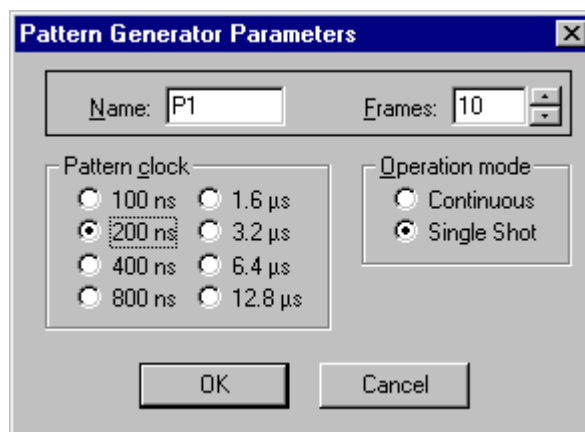 Pattern Generator Parameters
Name: P1 Frames: 10
Pattern clock
100 ns 1.6 µs
200 ns 3.2 µs
400 ns 6.4 µs
800 ns 12.8 µs
Operation mode
Continuous
Single Shot
OK Cancel